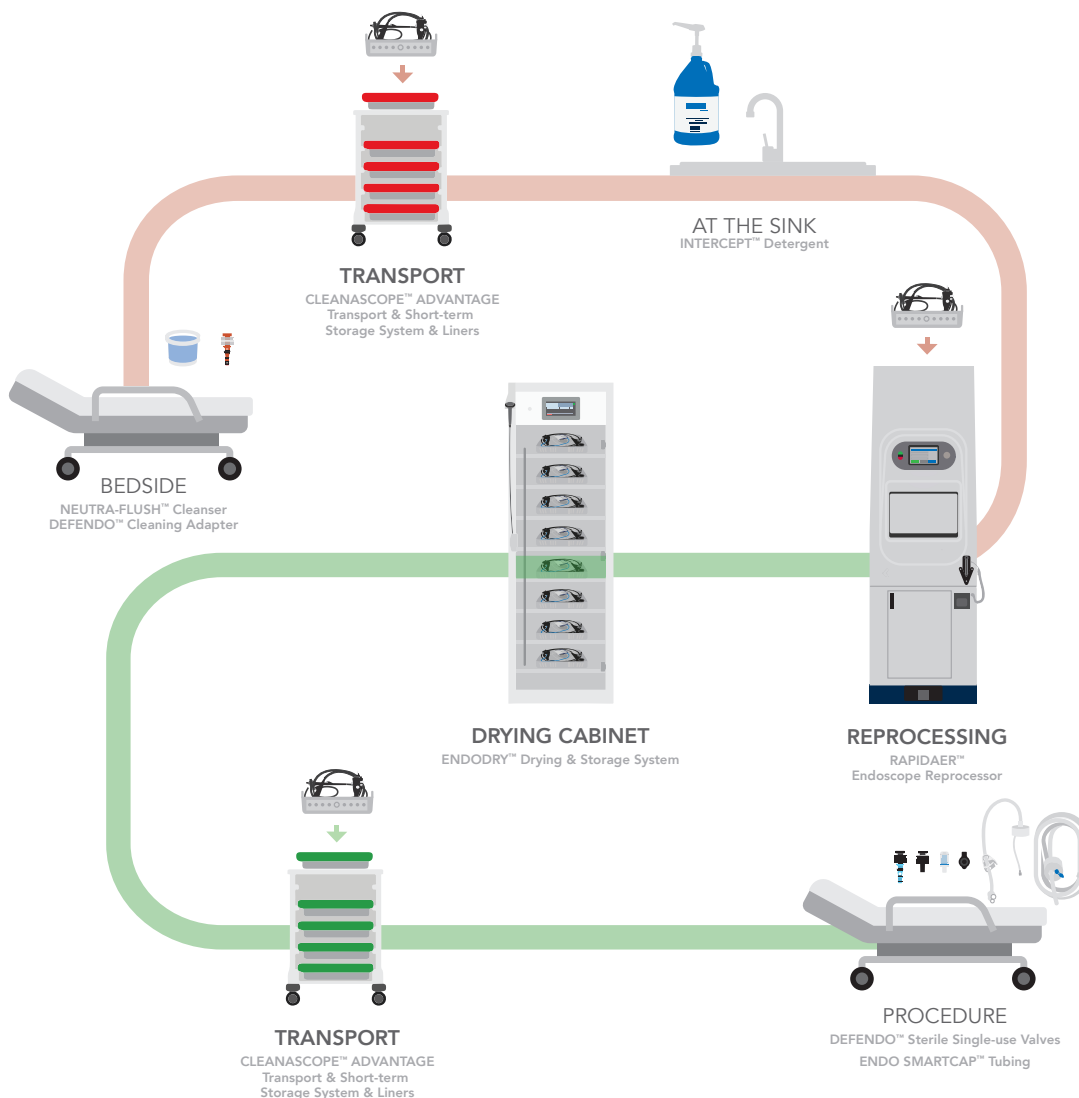 TRANSPORT
CLEANASCOPE™ ADVANTAGE
Transport & Short-term
Storage System & Liners
AT THE SINK
INTERCEPT™ Detergent
BEDSIDE
NEUTRA-FLUSH™ Cleanser
DEFENDO™ Cleaning Adapter
DRYING CABINET
ENDODRY™ Drying & Storage System
REPROCESSING
RAPIDAER™
Endoscope Reprocessor
TRANSPORT
CLEANASCOPE™ ADVANTAGE
Transport & Short-term
Storage System & Liners
PROCEDURE
DEFENDO™ Sterile Single-use Valves
ENDO SMARTCAP™ Tubing